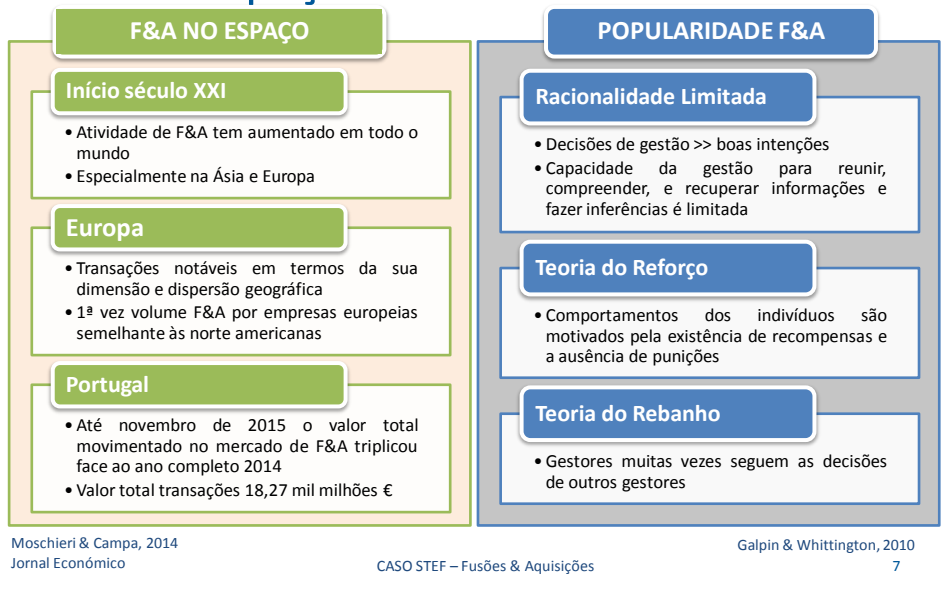 F&A NO ESPAÇO
Início século XXI
• Atividade de F&A tem aumentado em todo o
mundo
• Especialmente na Ásia e Europa
Europa
• Transações notáveis em termos da sua
dimensão e dispersão geográfica
• 1ª vez volume F&A por empresas europeias
semelhante às norte americanas
Portugal
• Até novembro de 2015 o valor total
movimentado no mercado de F&A triplicou
face ao ano completo 2014
• Valor total transações 18,27 mil milhões €
POPULARIDADE F&A
Racionalidade Limitada
• Decisões de gestão >> boas intenções
• Capacidade da gestão para reunir,
compreender, e recuperar informações e
fazer inferências é limitada
Teoria do Reforço
• Comportamentos dos indivíduos são
motivados pela existência de recompensas e
a ausência de punições
Teoria do Rebanho
• Gestores muitas vezes seguem as decisões
de outros gestores
Moschieri & Campa, 2014
Jornal Económico
CASO STEF – Fusões & Aquisições
Galpin & Whittington, 2010
7